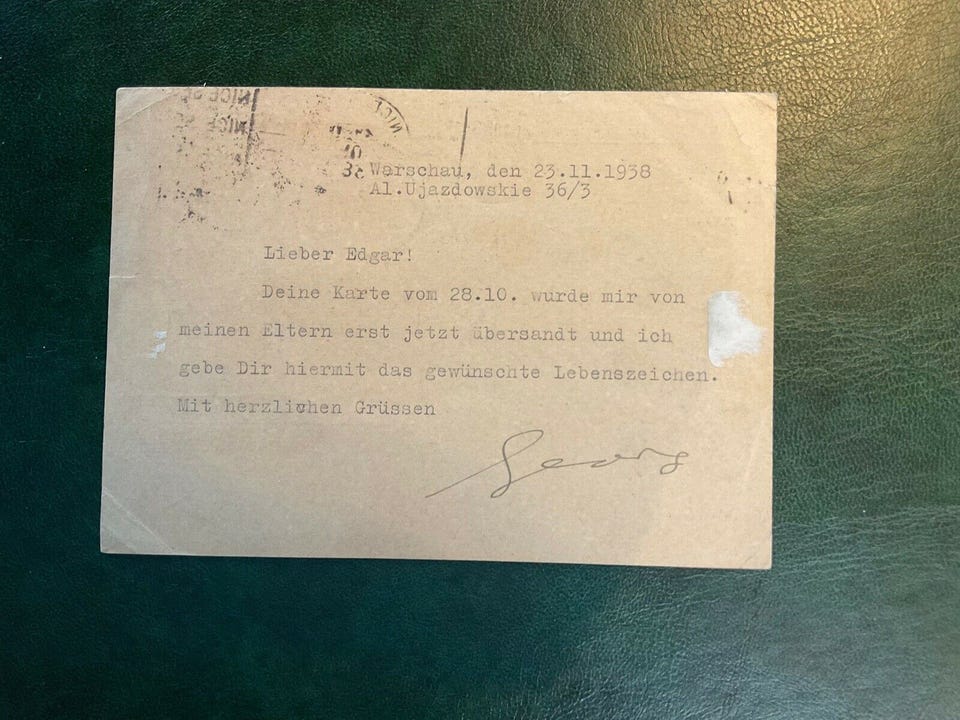 Warschau, den 23.11.1938
Al.Ujazdowskie 36/3
Lieber Edgar!
Deine Karte vom 28.10. wurde mir von
meinen Eltern erst jetzt übersandt und ich
gebe Dir hiermit das gewünschte Lebenszeichen.
Mit herzlichen Grüssen
Georg